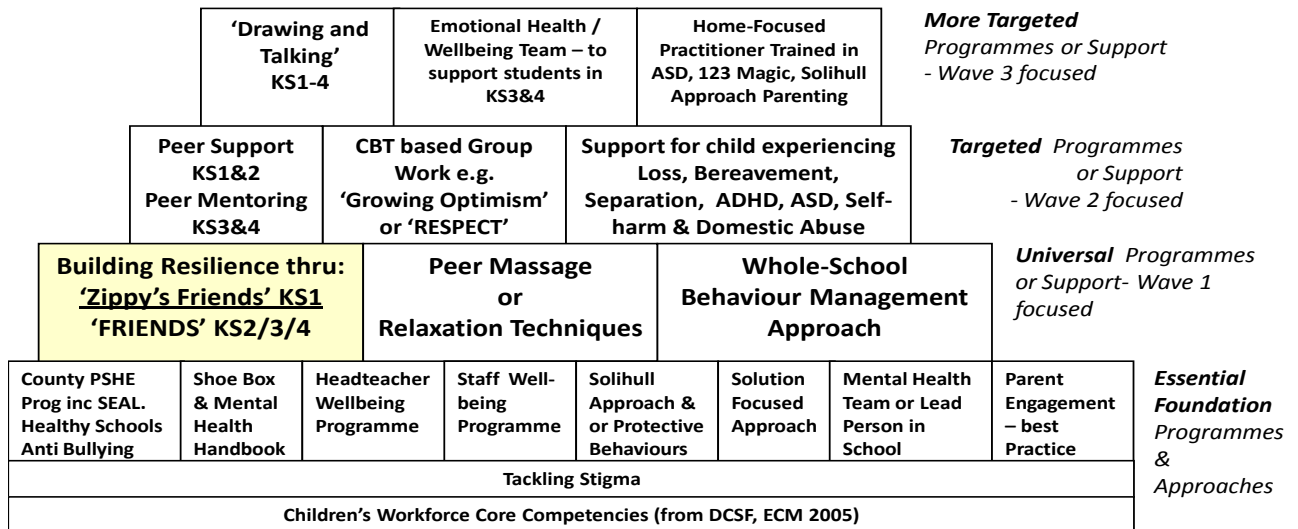 'Drawing and
Talking'
KS1-4
Emotional Health /
Wellbeing Team – to
support students in
KS3&4
Home-Focused
Practitioner Trained in
ASD, 123 Magic, Solihull
Approach Parenting
More Targeted
Programmes or Support
- Wave 3 focused
Peer Support
KS1&2
Peer Mentoring
KS3&4
CBT based Group
Work e.g.
'Growing Optimism'
or 'RESPECT'
Support for child experiencing
Loss, Bereavement,
Separation, ADHD, ASD, Self-
harm & Domestic Abuse
Targeted Programmes
or Support
- Wave 2 focused
Building Resilience thru:
'Zippy's Friends' KS1
'FRIENDS' KS2/3/4
Peer Massage
or
Relaxation Techniques
Whole-School
Behaviour Management
Approach
Universal Programmes
or Support- Wave 1
focused
County PSHE
Prog inc SEAL.
Healthy Schools
Anti Bullying
Shoe Box
& Mental
Health
Handbook
Headteacher
Wellbeing
Programme
Staff Well-
being
Programme
Solihull
Approach &
or Protective
Behaviours
Solution
Focused
Approach
Mental Health
Team or Lead
Person in
School
Parent
Engagement
– best
Practice
Essential
Foundation
Programmes
&
Approaches
Tackling Stigma
Children's Workforce Core Competencies (from DCSF, ECM 2005)